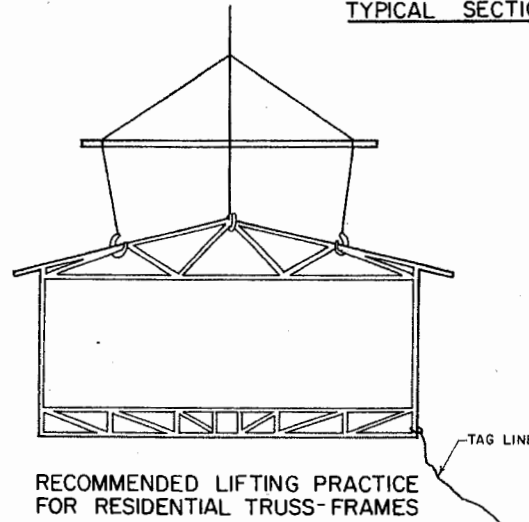 TYPICAL SECTIO
TAG LINE
RECOMMENDED LIFTING PRACTICE
FOR RESIDENTIAL TRUSS-FRAMES